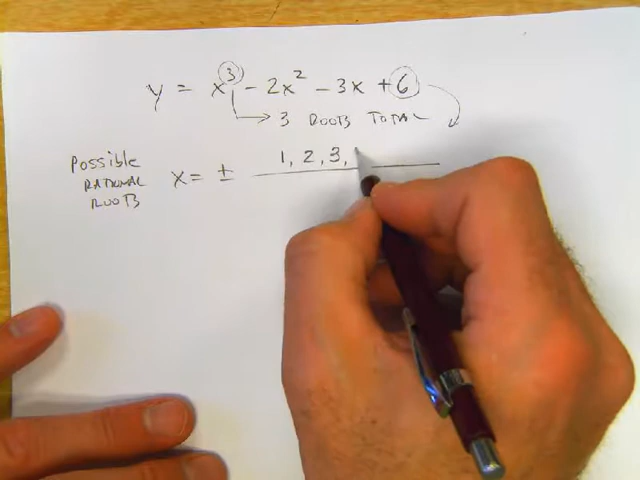 y = x³ - 2x² - 3x + 6
3 ROOTS TOTAL
POSSIBLE
RATIONAL
ROOTS
x = ± 1, 2, 3,